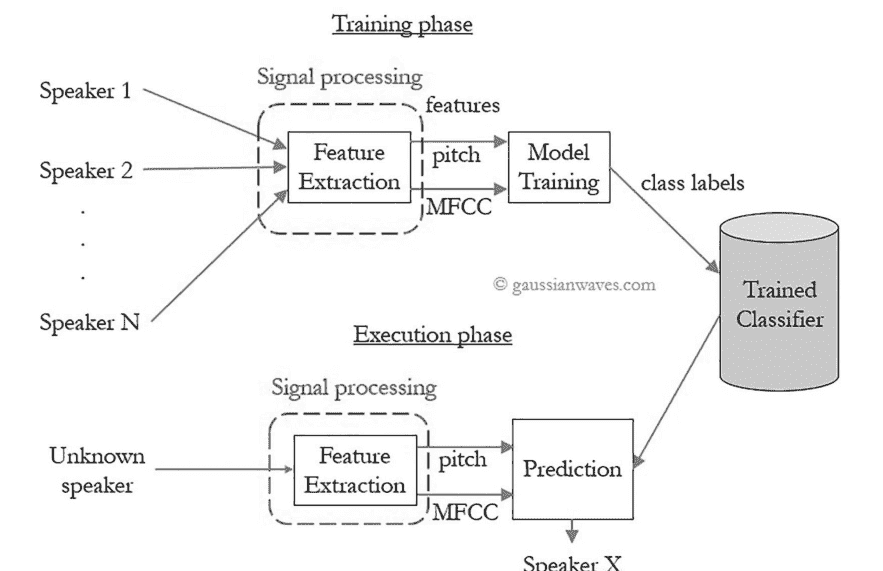 Training phase
Signal processing
Speaker 1
features
Feature
Extraction
pitch
MFCC
Model
Training
Speaker 2
class labels
.
.
.
© gaussianwaves.com
Trained
Classifier
Speaker N
Execution phase
Signal processing
Unknown
speaker
Feature
Extraction
pitch
MFCC
Prediction
Speaker X